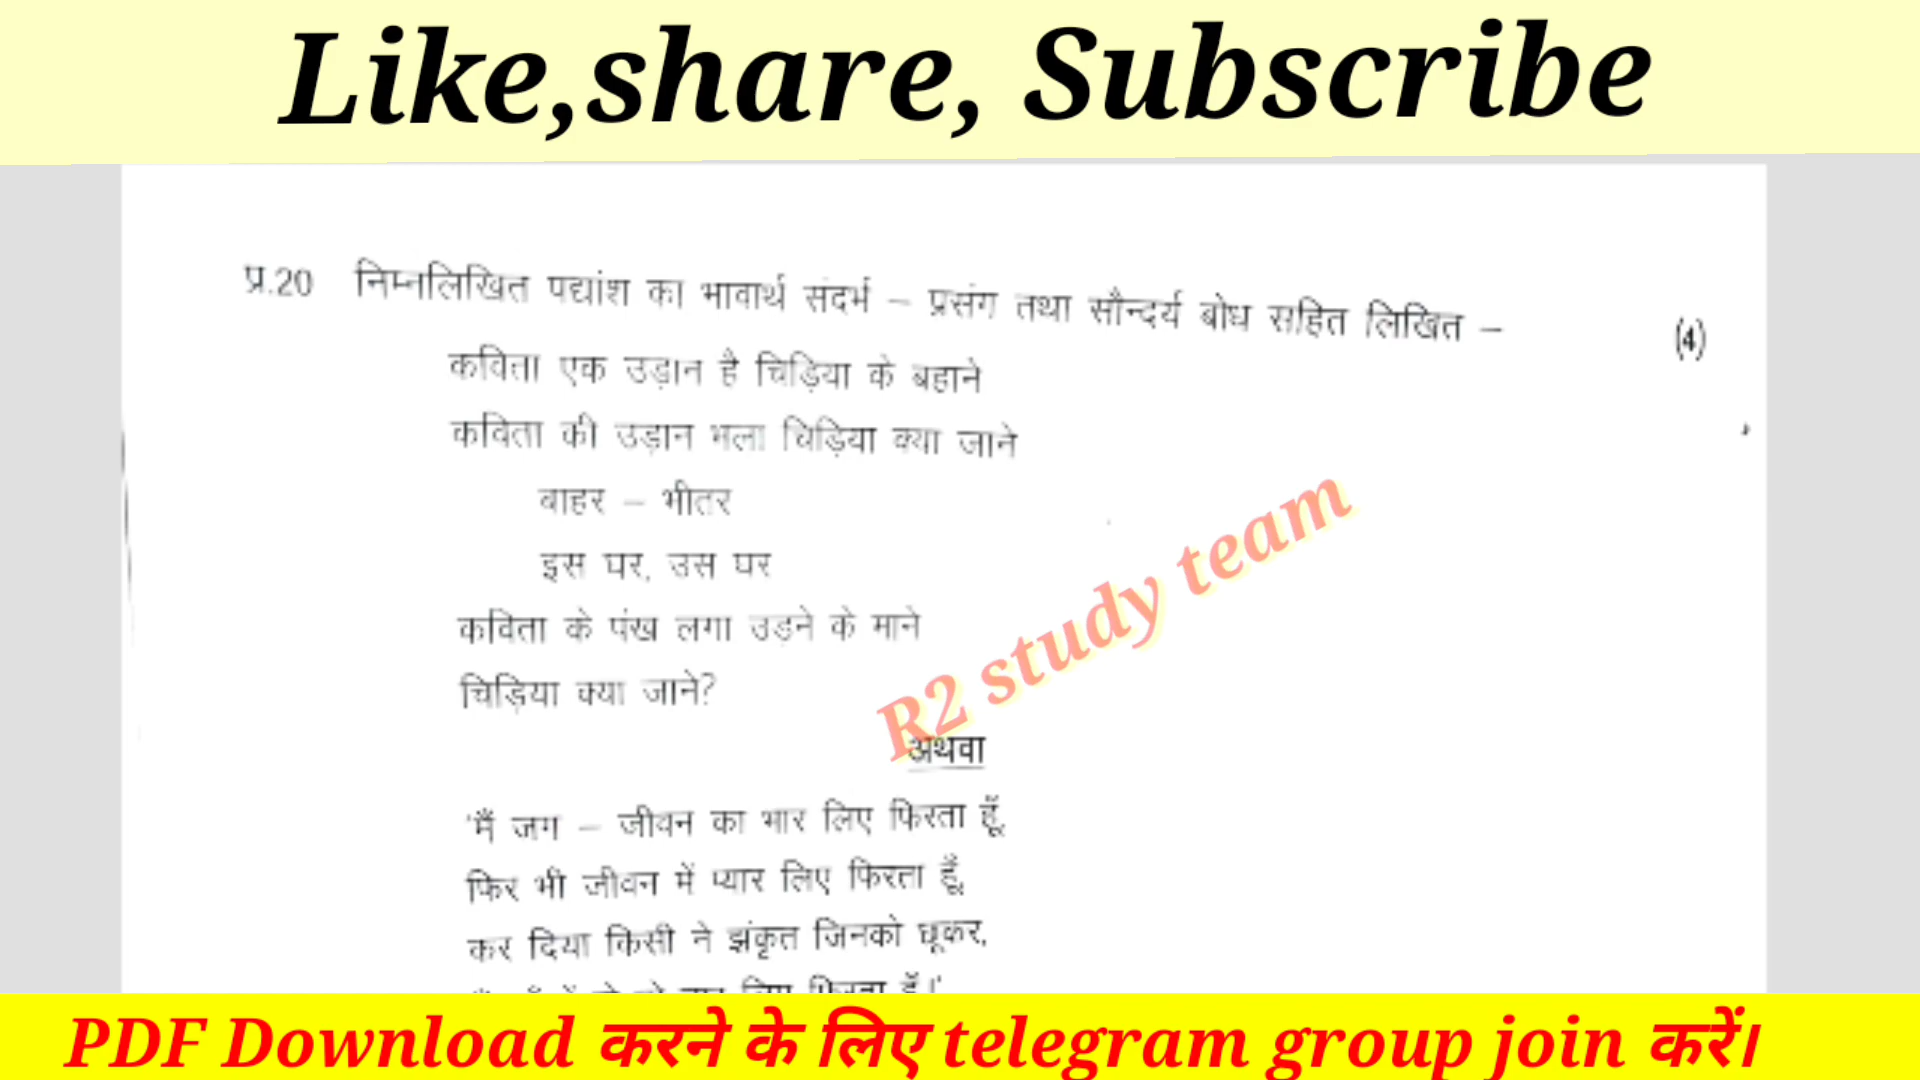 Like,share, Subscribe
प्र.20 निम्नलिखित पद्यांश का भावार्थ संदर्भ – प्रसंग तथा सौन्दर्य बोध सहित लिखित – (4)
कविता एक उड़ान है चिड़िया के बहाने
कविता की उड़ान भला चिड़िया क्या जाने
बाहर – भीतर
इस घर, उस घर
कविता के पंख लगा उड़ने के माने
चिड़िया क्या जाने?
R2 study team
अथवा
'मैं जग – जीवन का भार लिए फिरता हूँ,
फिर भी जीवन में प्यार लिए फिरता हूँ,
कर दिया किसी ने झंकृत जिनको छूकर,
लिए फिरता हूँ।'
PDF Download करने के लिए telegram group join करें।